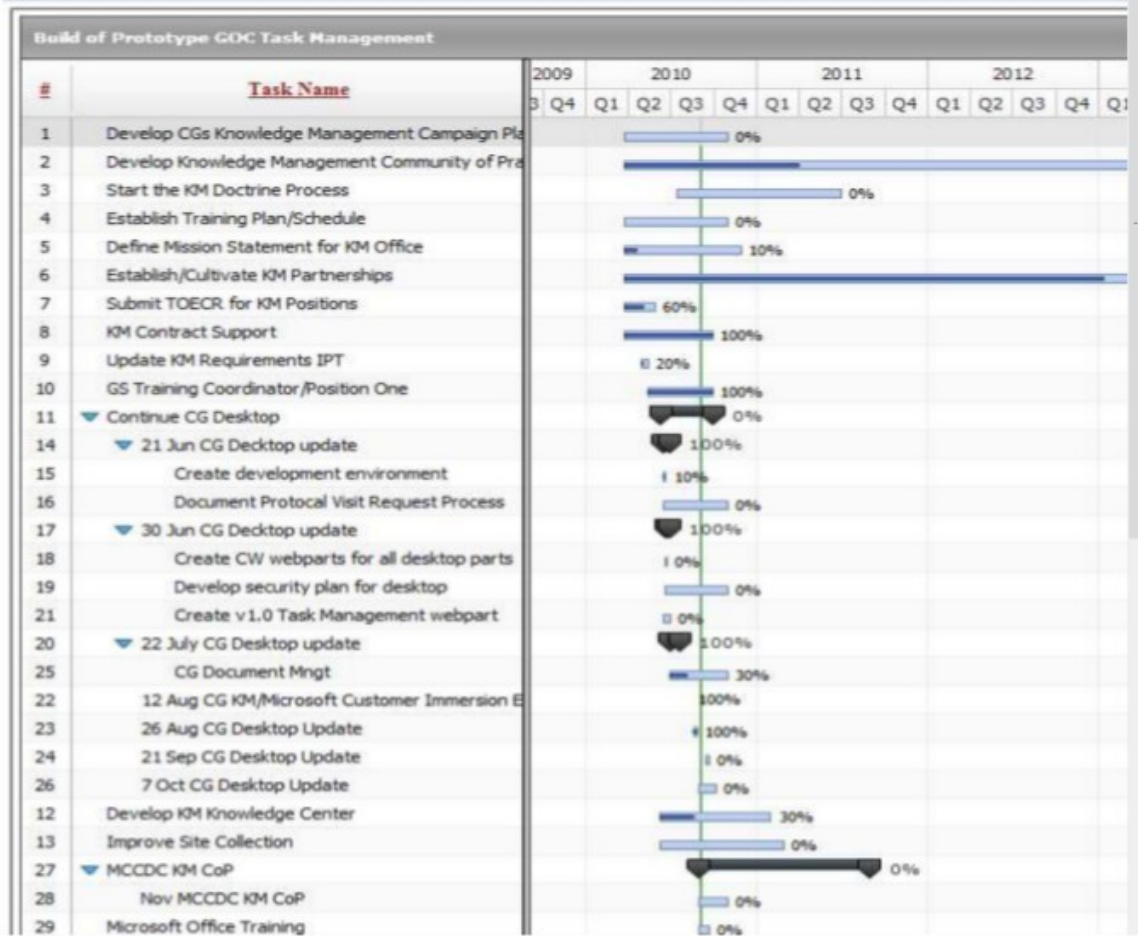 Build of Prototype GOC Task Management
# Task Name
2009 2010 2011 2012
3 Q4 Q1 Q2 Q3 Q4 Q1 Q2 Q3 Q4 Q1 Q2 Q3 Q4 Q1
1 Develop CGs Knowledge Management Campaign Pla 0%
2 Develop Knowledge Management Community of Pra
3 Start the KM Doctrine Process 0%
4 Establish Training Plan/Schedule 0%
5 Define Mission Statement for KM Office 10%
6 Establish/Cultivate KM Partnerships
7 Submit TOECR for KM Positions 60%
8 KM Contract Support 100%
9 Update KM Requirements IPT 20%
10 GS Training Coordinator/Position One 100%
11 Continue CG Desktop 0%
14 21 Jun CG Decktop update 100%
15 Create development environment 10%
16 Document Protocal Visit Request Process 0%
17 30 Jun CG Decktop update 100%
18 Create CW webparts for all desktop parts 0%
19 Develop security plan for desktop 0%
21 Create v1.0 Task Management webpart 0%
20 22 July CG Desktop update 100%
25 CG Document Mngt 30%
22 12 Aug CG KM/Microsoft Customer Immersion E 100%
23 26 Aug CG Desktop Update 100%
24 21 Sep CG Desktop Update 0%
26 7 Oct CG Desktop Update 0%
12 Develop KM Knowledge Center 30%
13 Improve Site Collection 0%
27 MCCDC KM CoP 0%
28 Nov MCCDC KM CoP 0%
29 Microsoft Office Training 0%